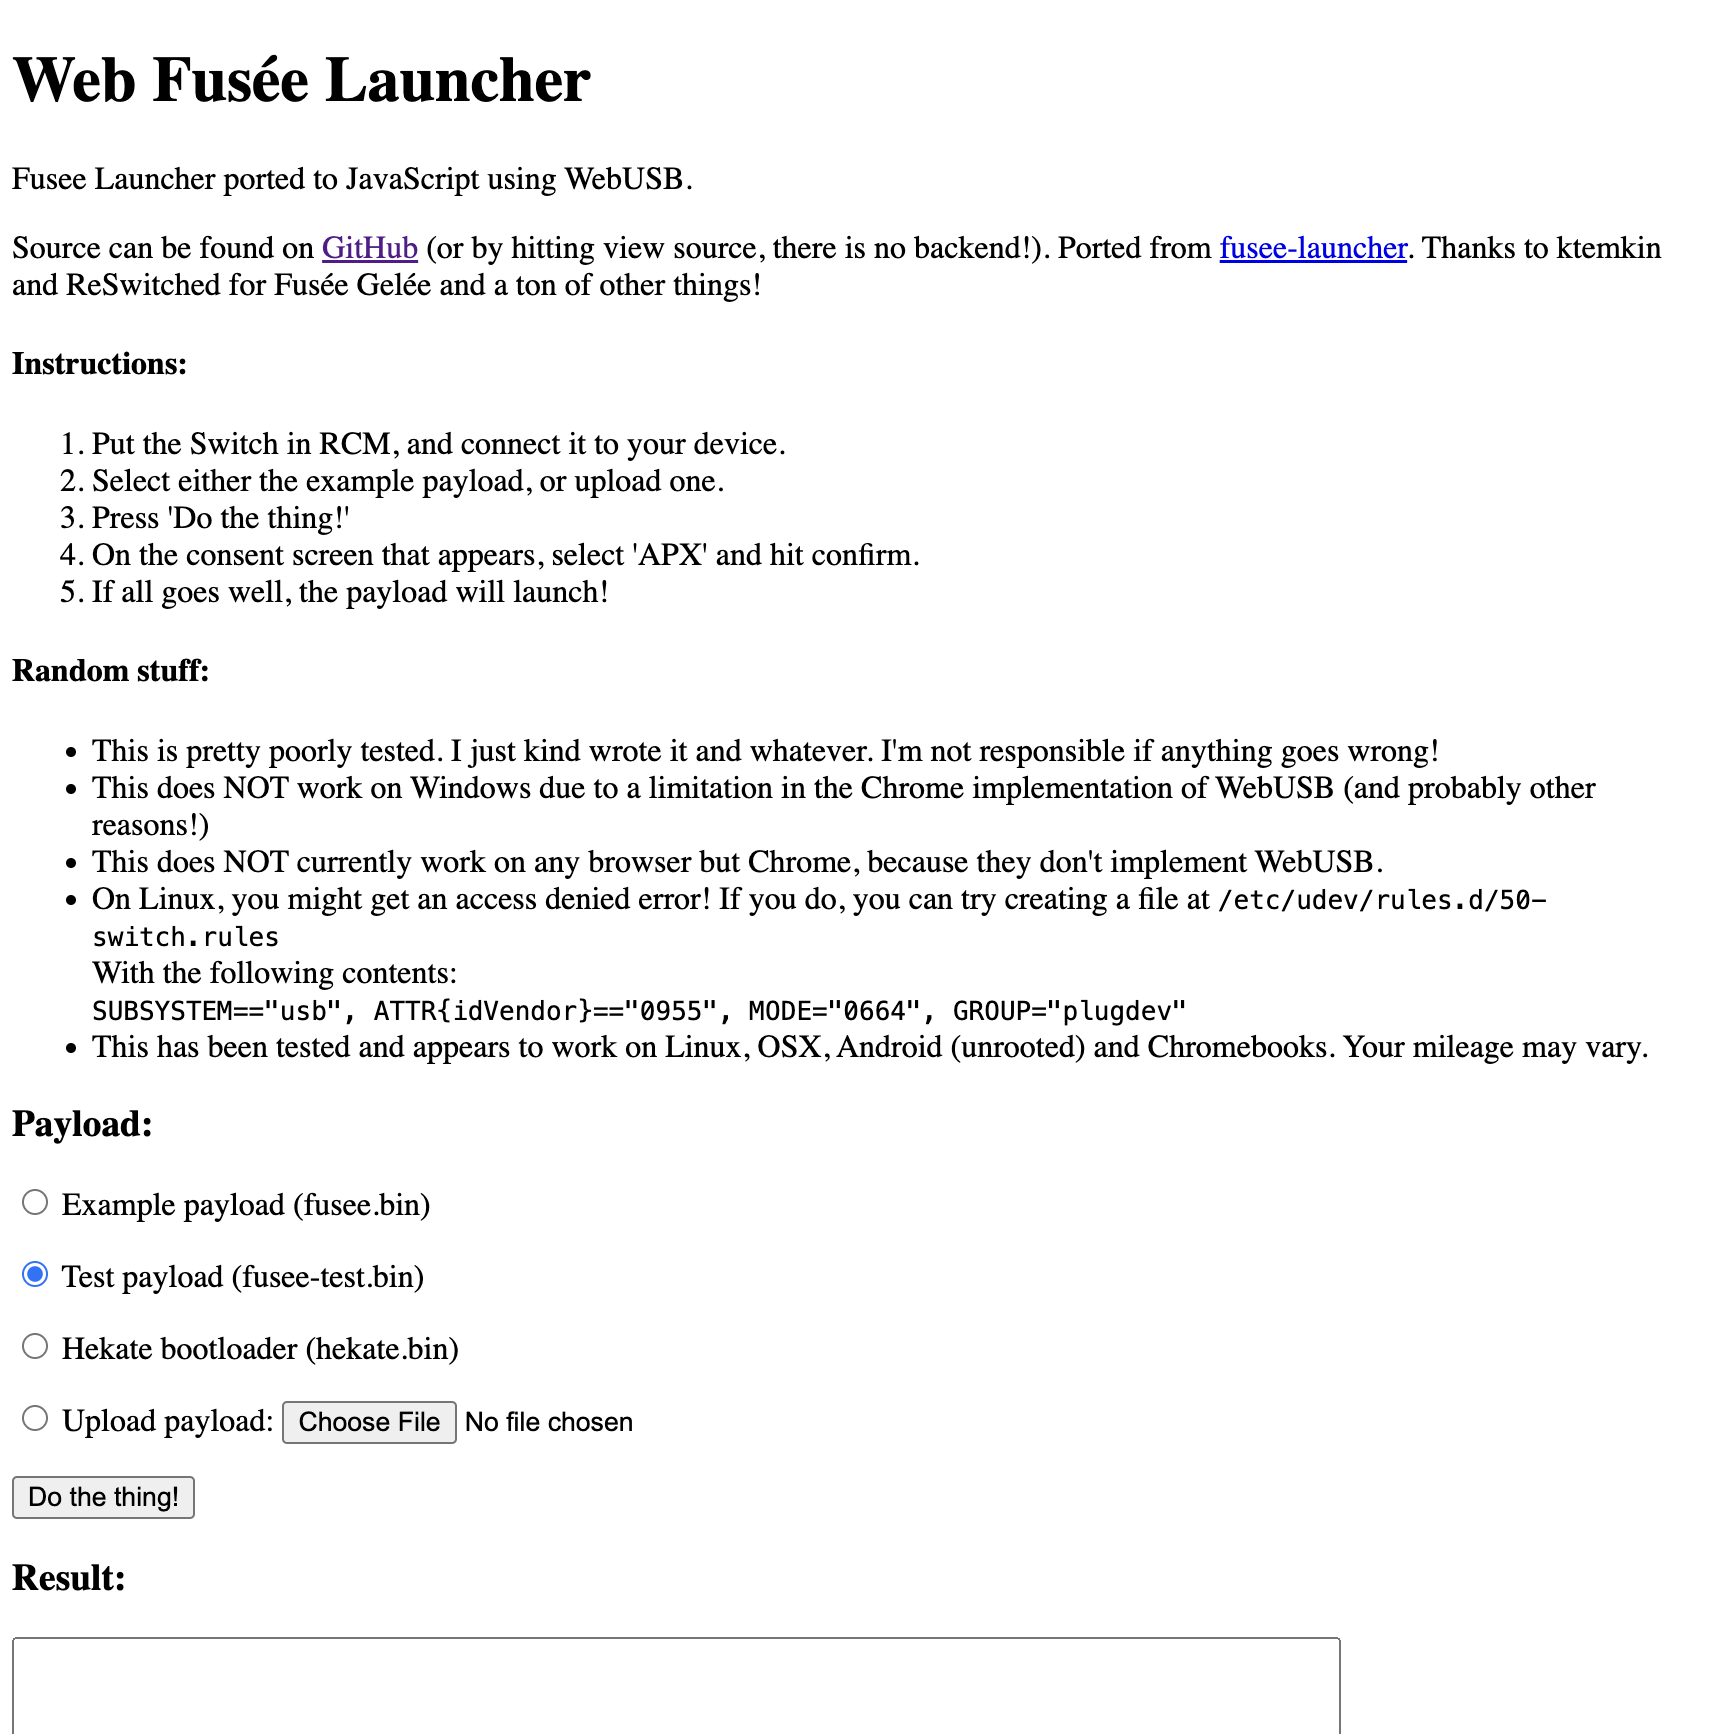 Web Fusée Launcher
Fusee Launcher ported to JavaScript using WebUSB.
Source can be found on GitHub (or by hitting view source, there is no backend!). Ported from fusee-launcher. Thanks to ktemkin
and ReSwitched for Fusée Gelée and a ton of other things!
Instructions:
1. Put the Switch in RCM, and connect it to your device.
2. Select either the example payload, or upload one.
3. Press 'Do the thing!'
4. On the consent screen that appears, select 'APX' and hit confirm.
5. If all goes well, the payload will launch!
Random stuff:
• This is pretty poorly tested. I just kind wrote it and whatever. I'm not responsible if anything goes wrong!
• This does NOT work on Windows due to a limitation in the Chrome implementation of WebUSB (and probably other
reasons!)
• This does NOT currently work on any browser but Chrome, because they don't implement WebUSB.
• On Linux, you might get an access denied error! If you do, you can try creating a file at /etc/udev/rules.d/50-
switch.rules
With the following contents:
SUBSYSTEM=="usb", ATTR{idVendor}=="0955", MODE="0664", GROUP="plugdev"
• This has been tested and appears to work on Linux, OSX, Android (unrooted) and Chromebooks. Your mileage may vary.
Payload:
Example payload (fusee.bin)
Test payload (fusee-test.bin)
Hekate bootloader (hekate.bin)
Upload payload: Choose File No file chosen
Do the thing!
Result: